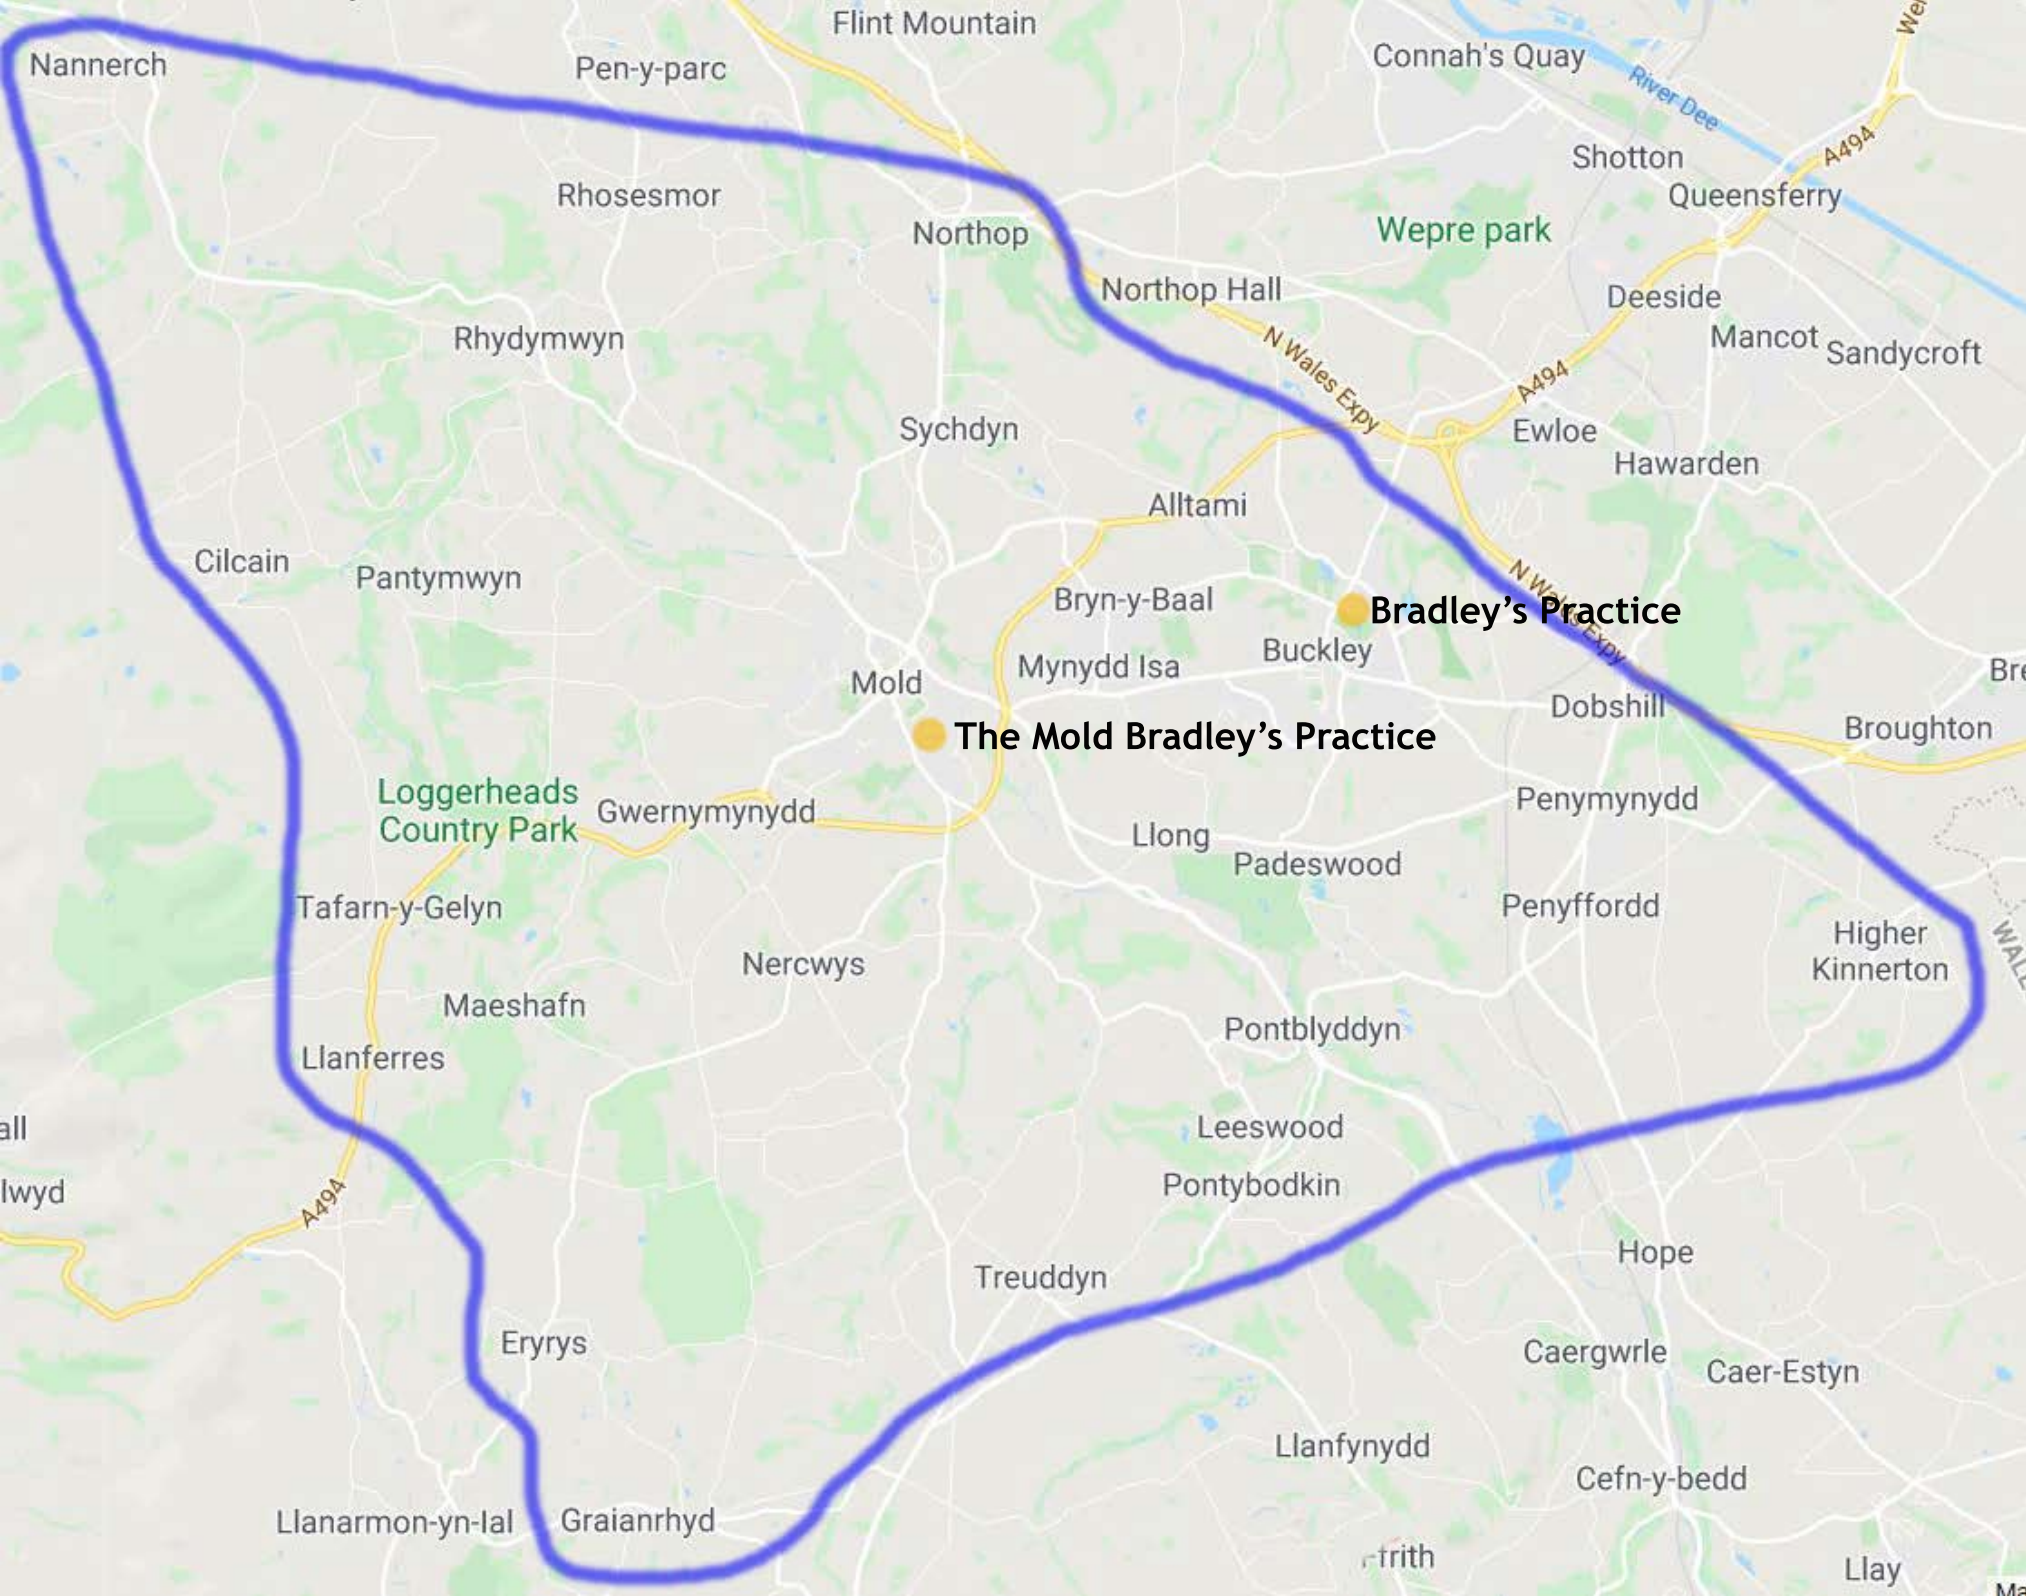 Flint Mountain
Connah's Quay
Nannerch
Pen-y-parc
River Dee
A494
Shotton
Queensferry
Rhosesmor
Northop
Wepre park
Northop Hall
Deeside
Rhydymwyn
N Wales Expy
Mancot
Sandycroft
A494
Sychdyn
Ewloe
Hawarden
Alltami
Cilcain
Pantymwyn
Bryn-y-Baal
N Wales Expy
Bradley’s Practice
Buckley
Mynydd Isa
Mold
Dobshill
Broughton
The Mold Bradley’s Practice
Loggerheads
Country Park
Gwernymynydd
Penymynydd
Llong
Padeswood
Tafarn-y-Gelyn
Penyffordd
Higher
Kinnerton
Nercwys
Maeshafn
Pontblyddyn
Llanferres
Leeswood
Pontybodkin
A494
Hope
Treuddyn
Eryrys
Caergwrle
Caer-Estyn
Llanfynydd
Cefn-y-bedd
Llanarmon-yn-Ial
Graianrhyd
Llay